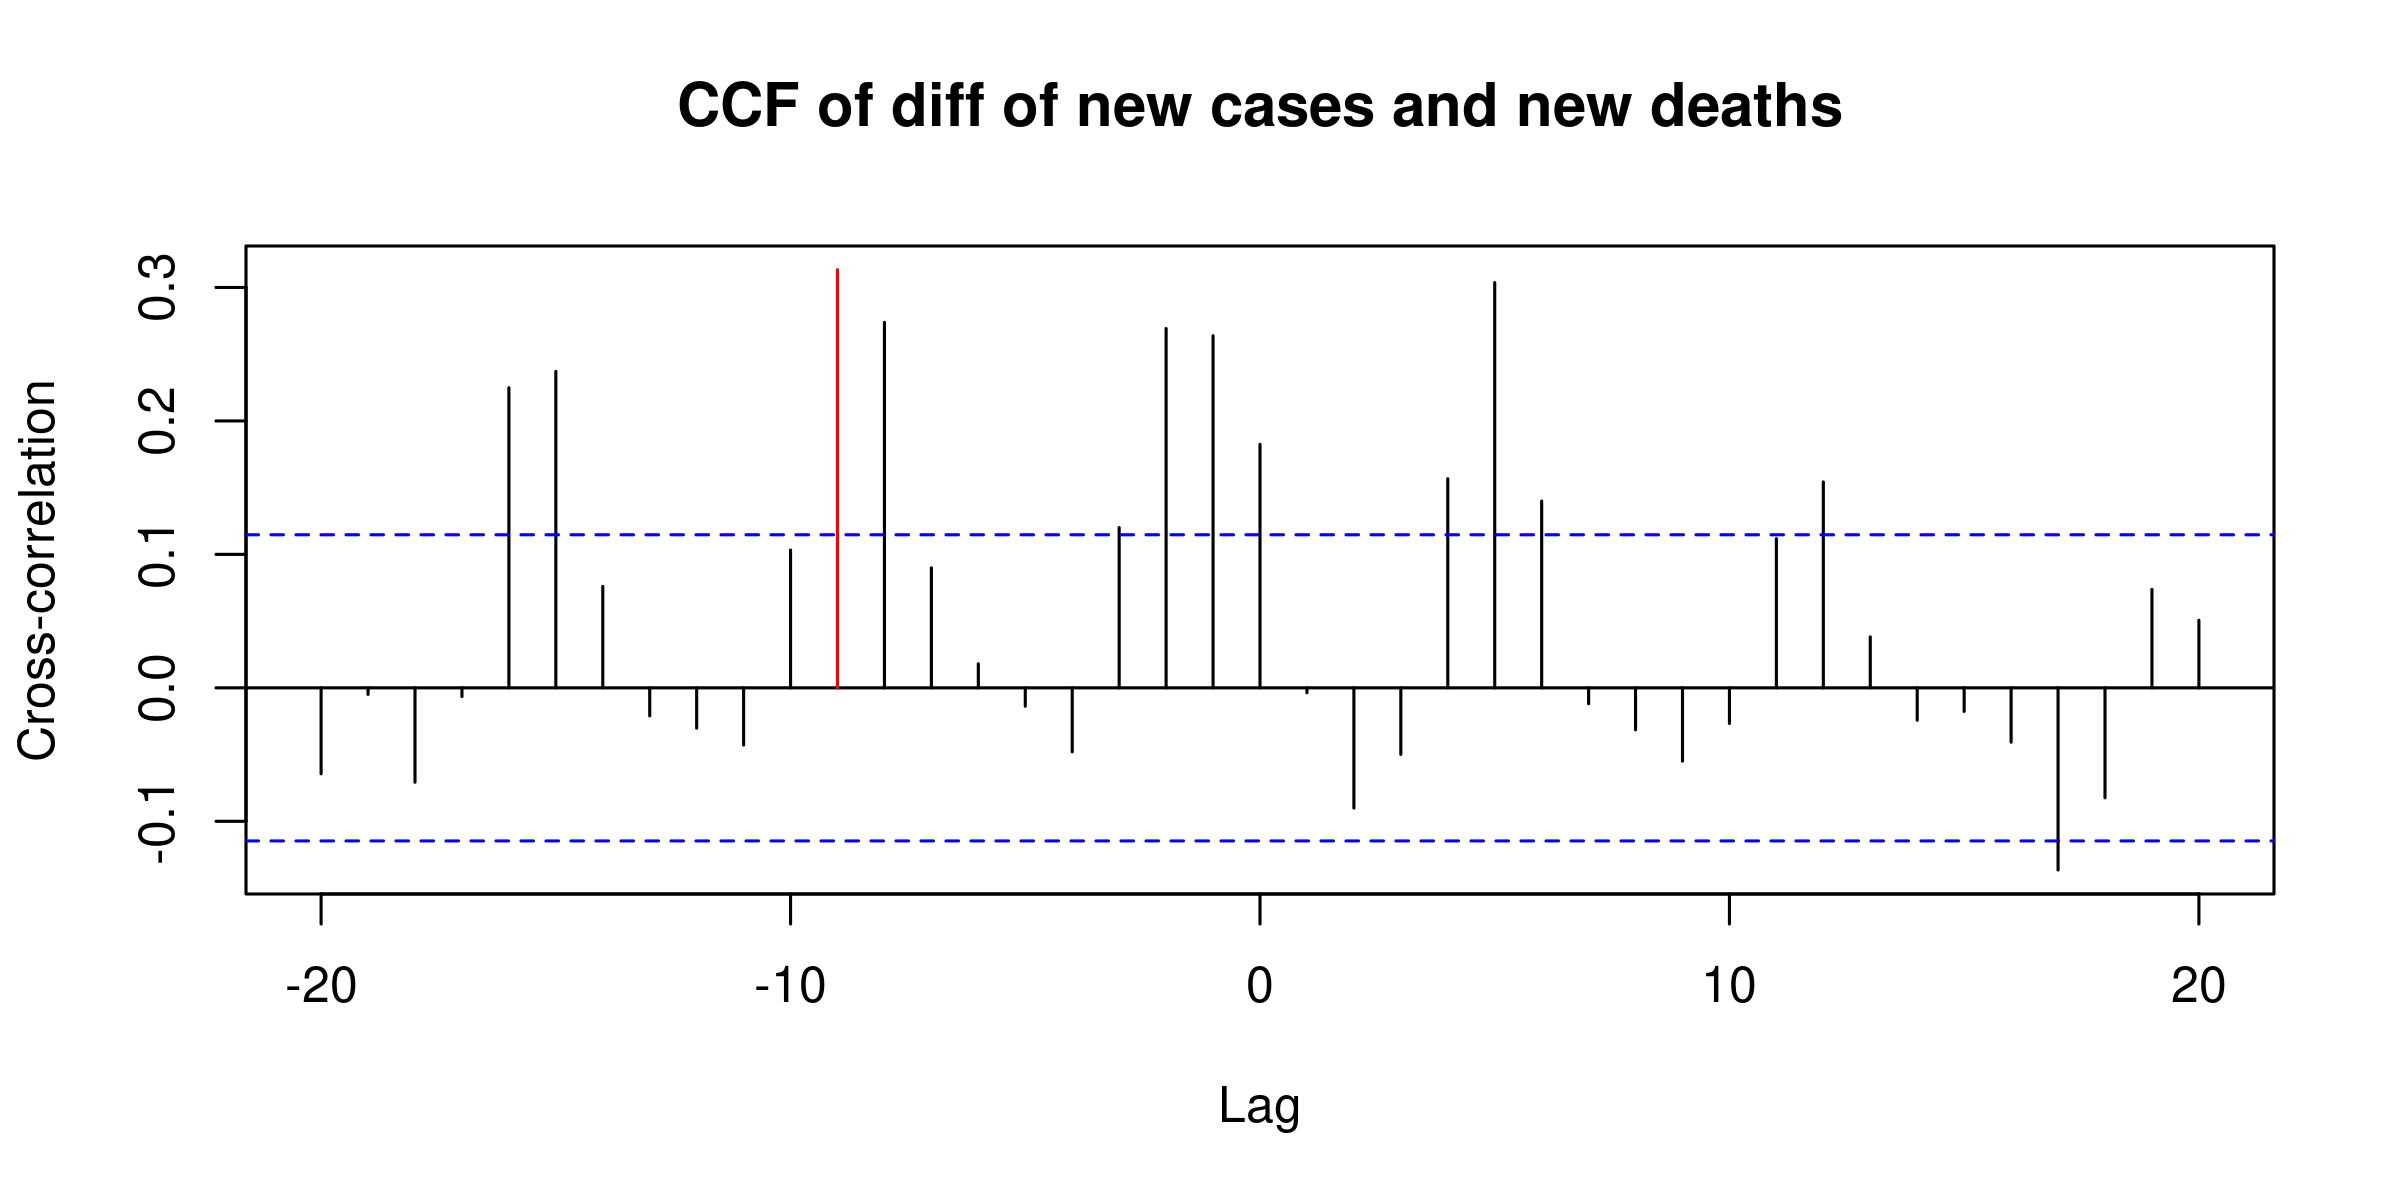 CCF of diff of new cases and new deaths
Cross-correlation
0.3
0.2
0.1
0.0
-0.1
-20 -10 0 10 20
Lag